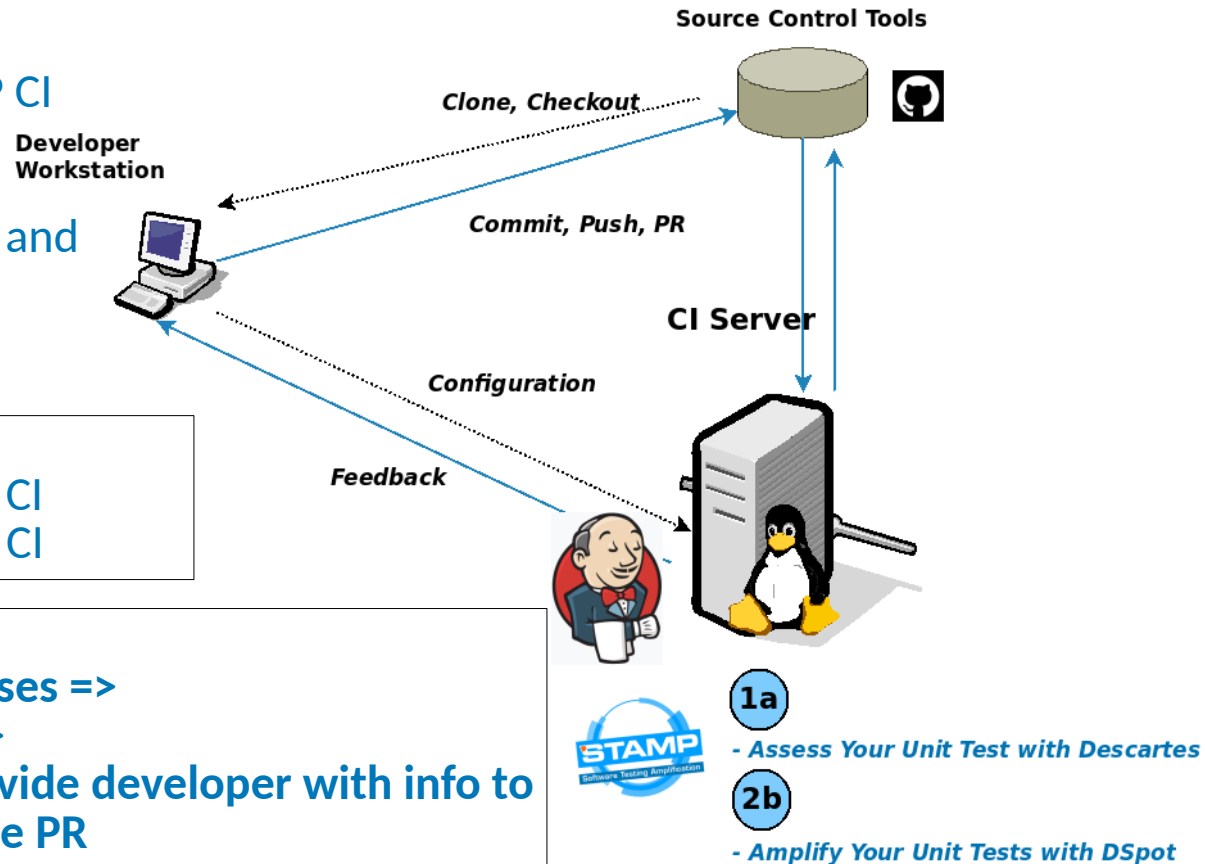 Source Control Tools
CI
Clone, Checkout
Developer
Workstation
and
Commit, Push, PR
CI Server
Configuration
Feedback
CI
CI
ses =>
vide developer with info to
e PR
STAMP
Software Testing Amplification
1a
- Assess Your Unit Test with Descartes
2b
- Amplify Your Unit Tests with DSpot